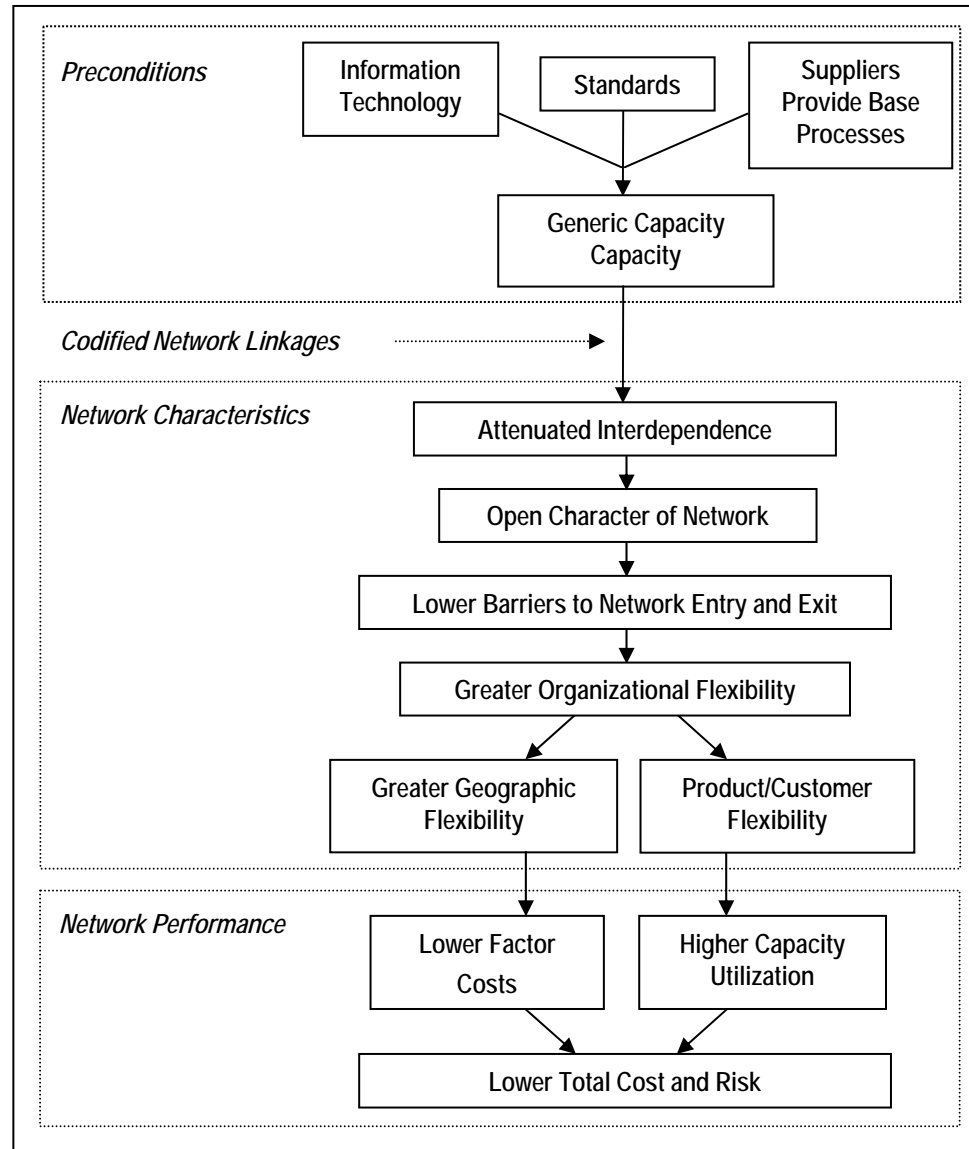 Preconditions
Information
Technology
Standards
Suppliers
Provide Base
Processes
Generic Capacity
Capacity
Codified Network Linkages
Network Characteristics
Attenuated Interdependence
Open Character of Network
Lower Barriers to Network Entry and Exit
Greater Organizational Flexibility
Greater Geographic
Flexibility
Product/Customer
Flexibility
Network Performance
Lower Factor
Costs
Higher Capacity
Utilization
Lower Total Cost and Risk